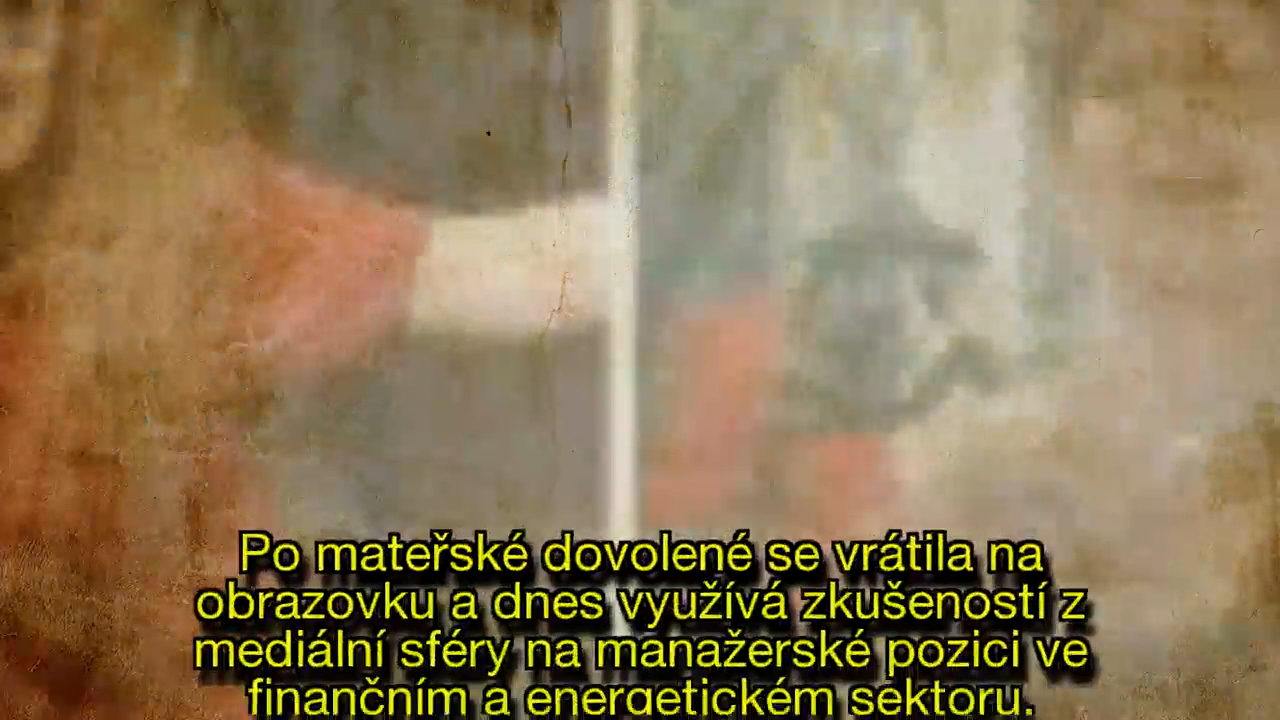 Po mateřské dovolené se vrátila na
obrazovku a dnes využívá zkušeností z
mediální sféry na manažerské pozici ve
finančním a energetickém sektoru.